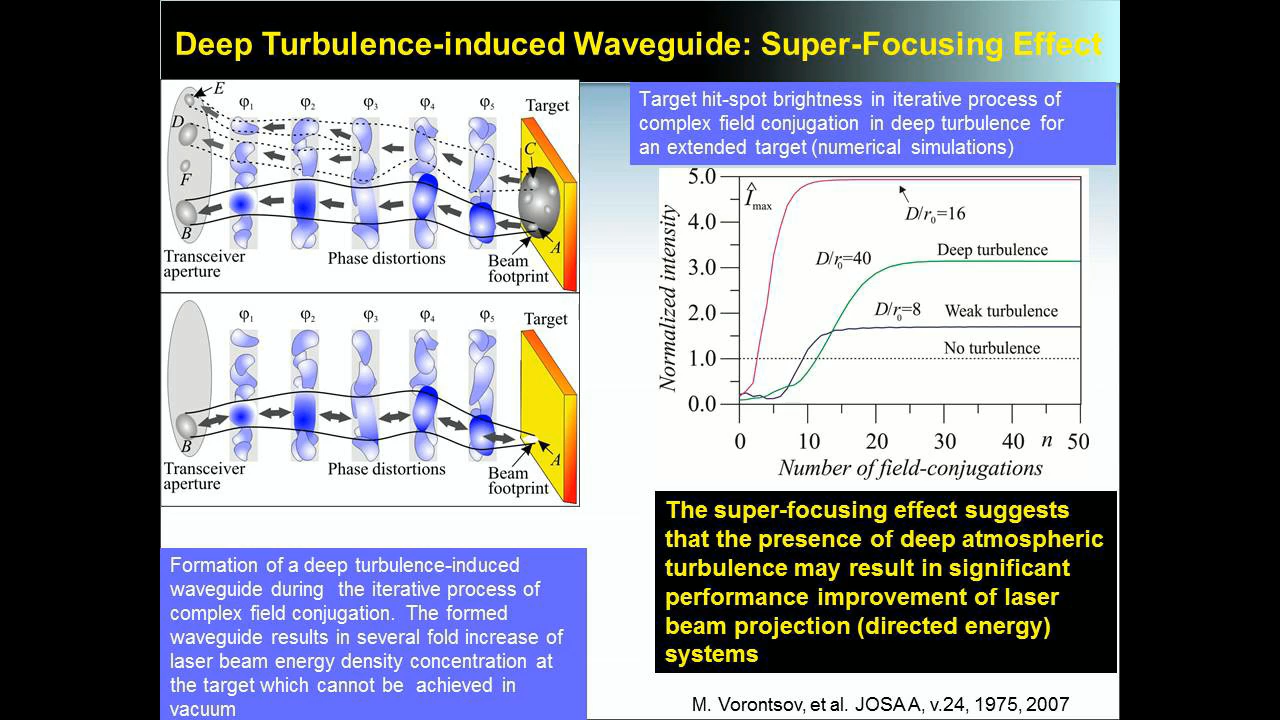 Deep Turbulence-induced Waveguide: Super-Focusing Effect
E
φ1 φ2 φ3 φ4 φ5 Target
D
C
F
B
A
Transceiver
aperture
Phase distortions
Beam
footprint
φ1 φ2 φ3 φ4 φ5 Target
B
A
Transceiver
aperture
Phase distortions
Beam
footprint
Formation of a deep turbulence-induced
waveguide during the iterative process of
complex field conjugation. The formed
waveguide results in several fold increase of
laser beam energy density concentration at
the target which cannot be achieved in
vacuum
Target hit-spot brightness in iterative process of
complex field conjugation in deep turbulence for
an extended target (numerical simulations)
Normalized intensity
5.0
4.0
3.0
2.0
1.0
0.0
Îmax
D/r0=16
D/r0=40 Deep turbulence
D/r0=8 Weak turbulence
No turbulence
0 10 20 30 40 n 50
Number of field-conjugations
The super-focusing effect suggests
that the presence of deep atmospheric
turbulence may result in significant
performance improvement of laser
beam projection (directed energy)
systems
M. Vorontsov, et al. JOSA A, v.24, 1975, 2007